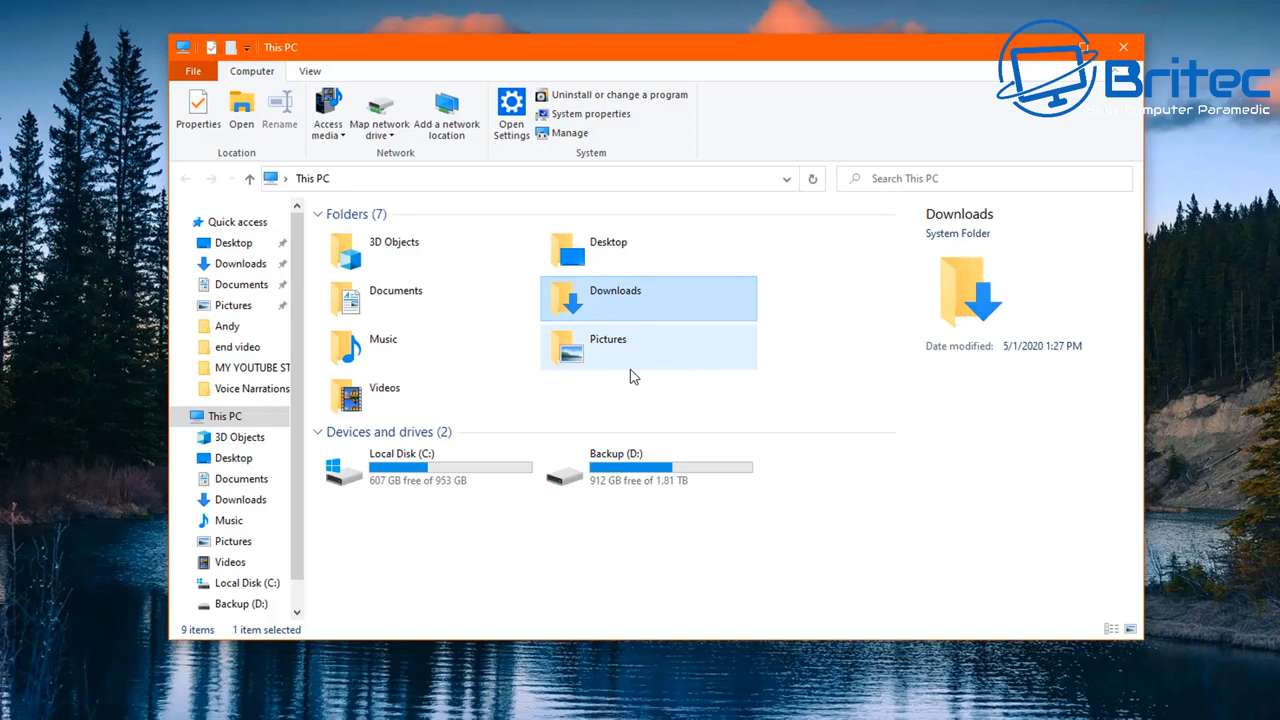 This PC
File
Computer
View
Properties
Open
Rename
Location
Access media
Map network drive
Add a network location
Network
Open Settings
Uninstall or change a program
System properties
Manage
System
Britec
Computer Paramedic
This PC
Search This PC
Quick access
Desktop
Downloads
Documents
Pictures
Andy
end video
MY YOUTUBE ST
Voice Narrations
This PC
3D Objects
Desktop
Documents
Downloads
Music
Pictures
Videos
Local Disk (C:)
Backup (D:)
Folders (7)
3D Objects
Desktop
Documents
Downloads
Music
Pictures
Videos
Devices and drives (2)
Local Disk (C:)
607 GB free of 953 GB
Backup (D:)
912 GB free of 1.81 TB
Downloads
System Folder
Date modified: 5/1/2020 1:27 PM
9 items
1 item selected